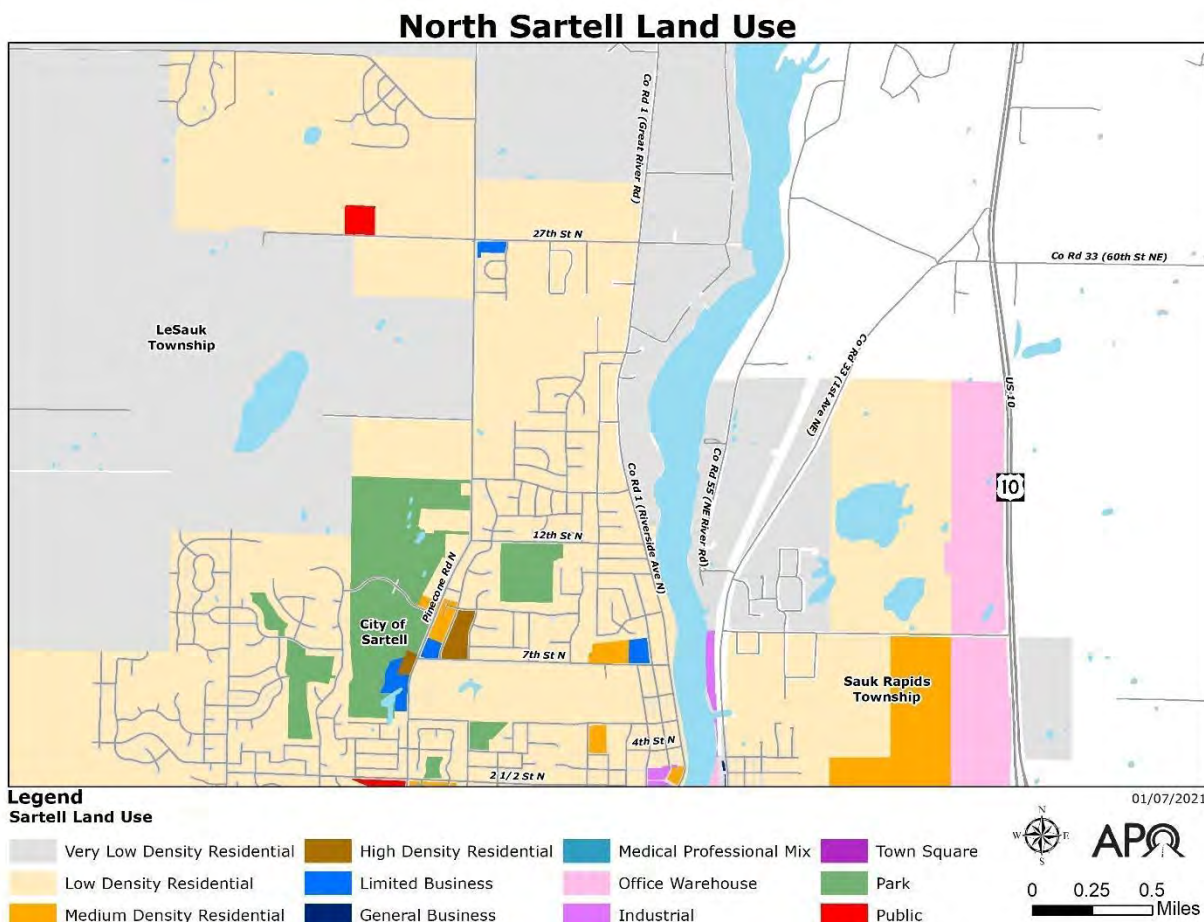 North Sartell Land Use
Co Rd 1 (Great River Rd)
27th St N
Co Rd 33 (60th St NE)
LeSauk
Township
Co Rd 33 (1st Ave NE)
US-10
10
Co Rd 1 (Riverside Ave N)
Co Rd 55 (NE River Rd)
12th St N
Pinecone Rd N
City of
Sartell
7th St N
Sauk Rapids
Township
4th St N
2 1/2 St N
Legend
Sartell Land Use
01/07/2021
Very Low Density Residential
Low Density Residential
Medium Density Residential
High Density Residential
Limited Business
General Business
Medical Professional Mix
Office Warehouse
Industrial
Town Square
Park
Public
N
W E
S
APO
0 0.25 0.5
Miles